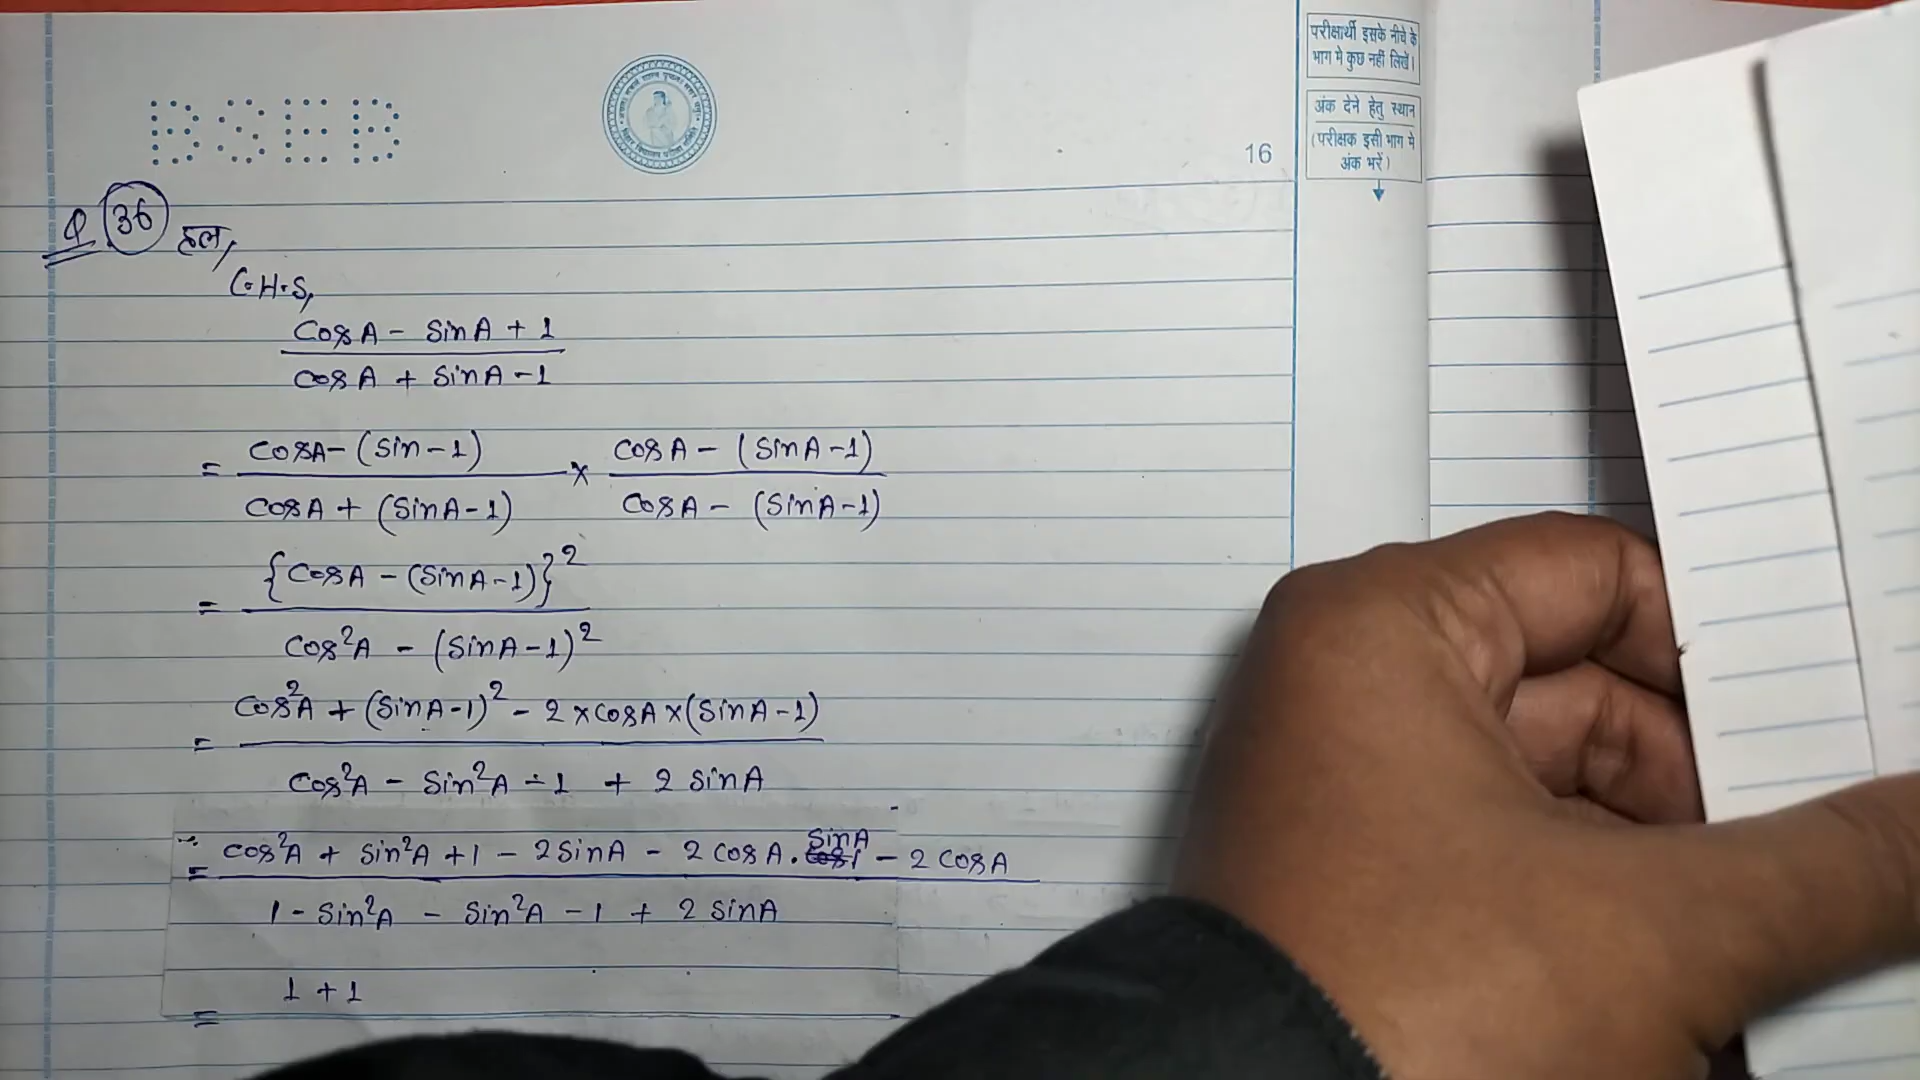 परीक्षार्थी इसके नीचे के
भाग मे कुछ नहीं लिखें।
अंक देने हेतु स्थान
(परीक्षक इसी भाग मे
अंक भरें)
BSEB
16
Q 36 हल,
L.H.S,
CosA - SinA + 1
CosA + SinA - 1
= CosA - (Sin - 1) / CosA + (SinA - 1) × CosA - (SinA - 1) / CosA - (SinA - 1)
= {CosA - (SinA - 1)}² / Cos²A - (SinA - 1)²
= Cos²A + (SinA - 1)² - 2 × CosA × (SinA - 1) / Cos²A - Sin²A - 1 + 2 SinA
= Cos²A + Sin²A + 1 - 2 SinA - 2 CosA . SinA - 2 CosA / 1 - Sin²A - Sin²A - 1 + 2 SinA
= 1 + 1